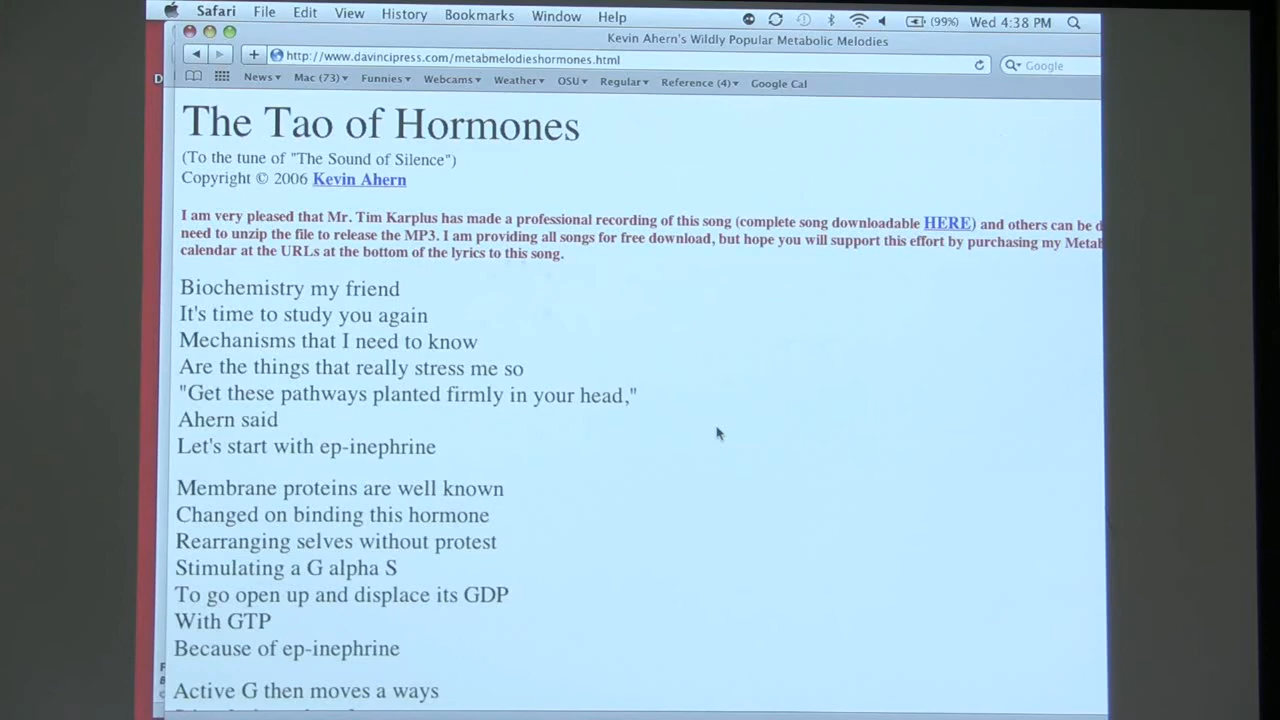 Safari File Edit View History Bookmarks Window Help (99%) Wed 4:38 PM
Kevin Ahern's Wildly Popular Metabolic Melodies
http://www.davincipress.com/metabmelodieshormones.html Google
News Mac (73) Funnies Webcams Weather OSU Regular Reference (4) Google Cal
D
The Tao of Hormones
(To the tune of "The Sound of Silence")
Copyright © 2006 Kevin Ahern
I am very pleased that Mr. Tim Karplus has made a professional recording of this song (complete song downloadable HERE) and others can be d
need to unzip the file to release the MP3. I am providing all songs for free download, but hope you will support this effort by purchasing my Metab
calendar at the URLs at the bottom of the lyrics to this song.
Biochemistry my friend
It's time to study you again
Mechanisms that I need to know
Are the things that really stress me so
"Get these pathways planted firmly in your head,"
Ahern said
Let's start with ep-inephrine
Membrane proteins are well known
Changed on binding this hormone
Rearranging selves without protest
Stimulating a G alpha S
To go open up and displace its GDP
With GTP
Because of ep-inephrine
Active G then moves a ways